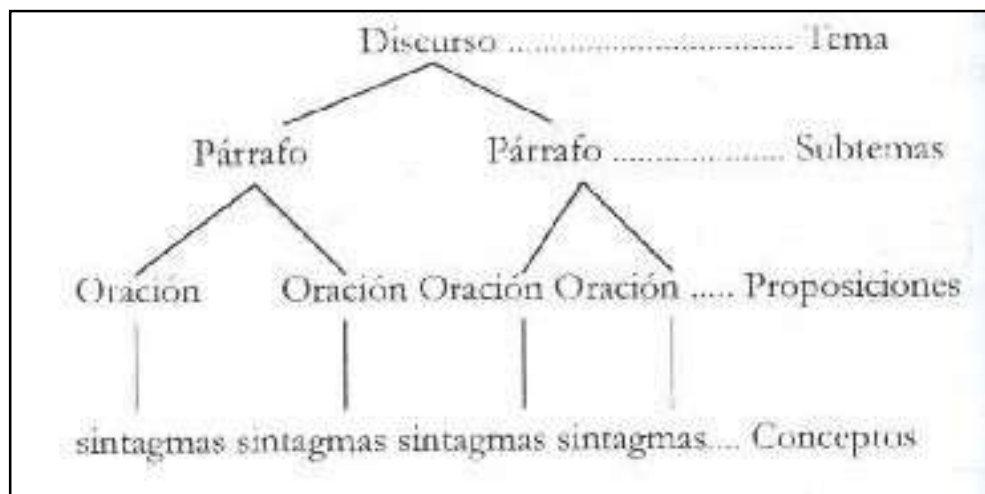 Discurso ................................ Tema
Párrafo Párrafo ................... Subtemas
Oración Oración Oración Oración ..... Proposiciones
sintagmas sintagmas sintagmas sintagmas.... Conceptos